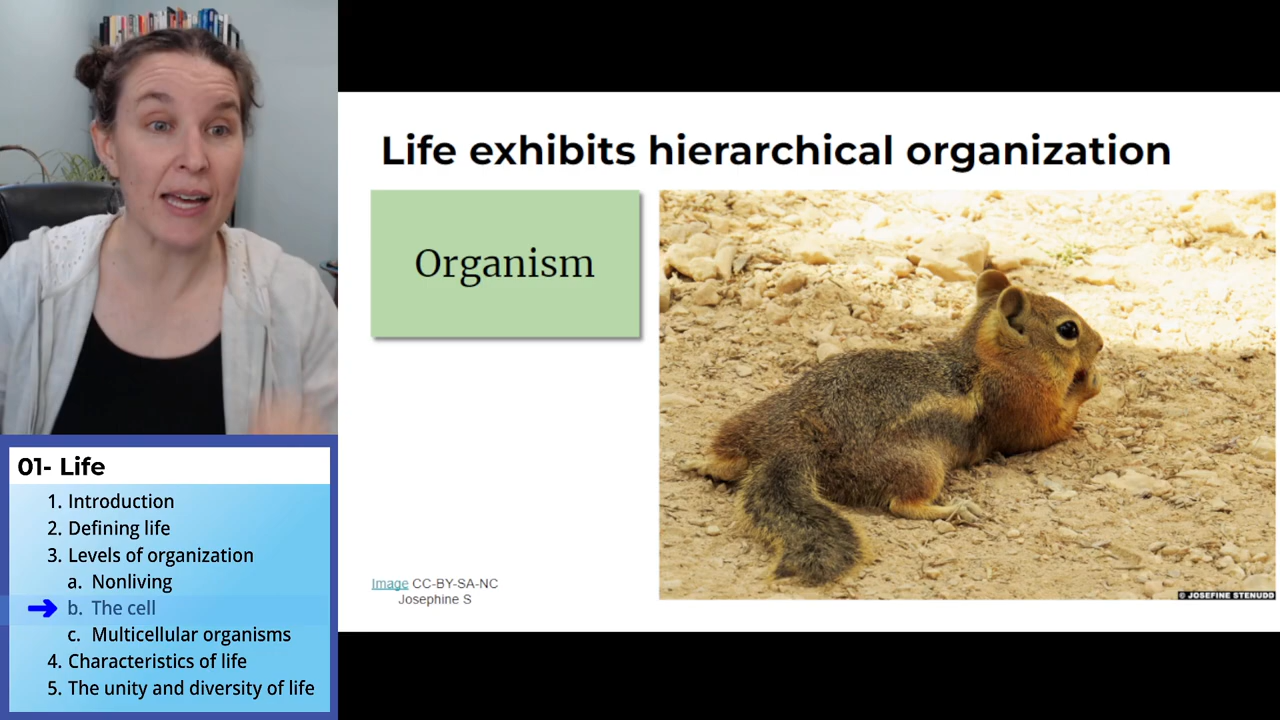 Life exhibits hierarchical organization
Organism
Image CC-BY-SA-NC
Josephine S
© JOSEFINE STENUDD
01- Life
1. Introduction
2. Defining life
3. Levels of organization
a. Nonliving
b. The cell
c. Multicellular organisms
4. Characteristics of life
5. The unity and diversity of life